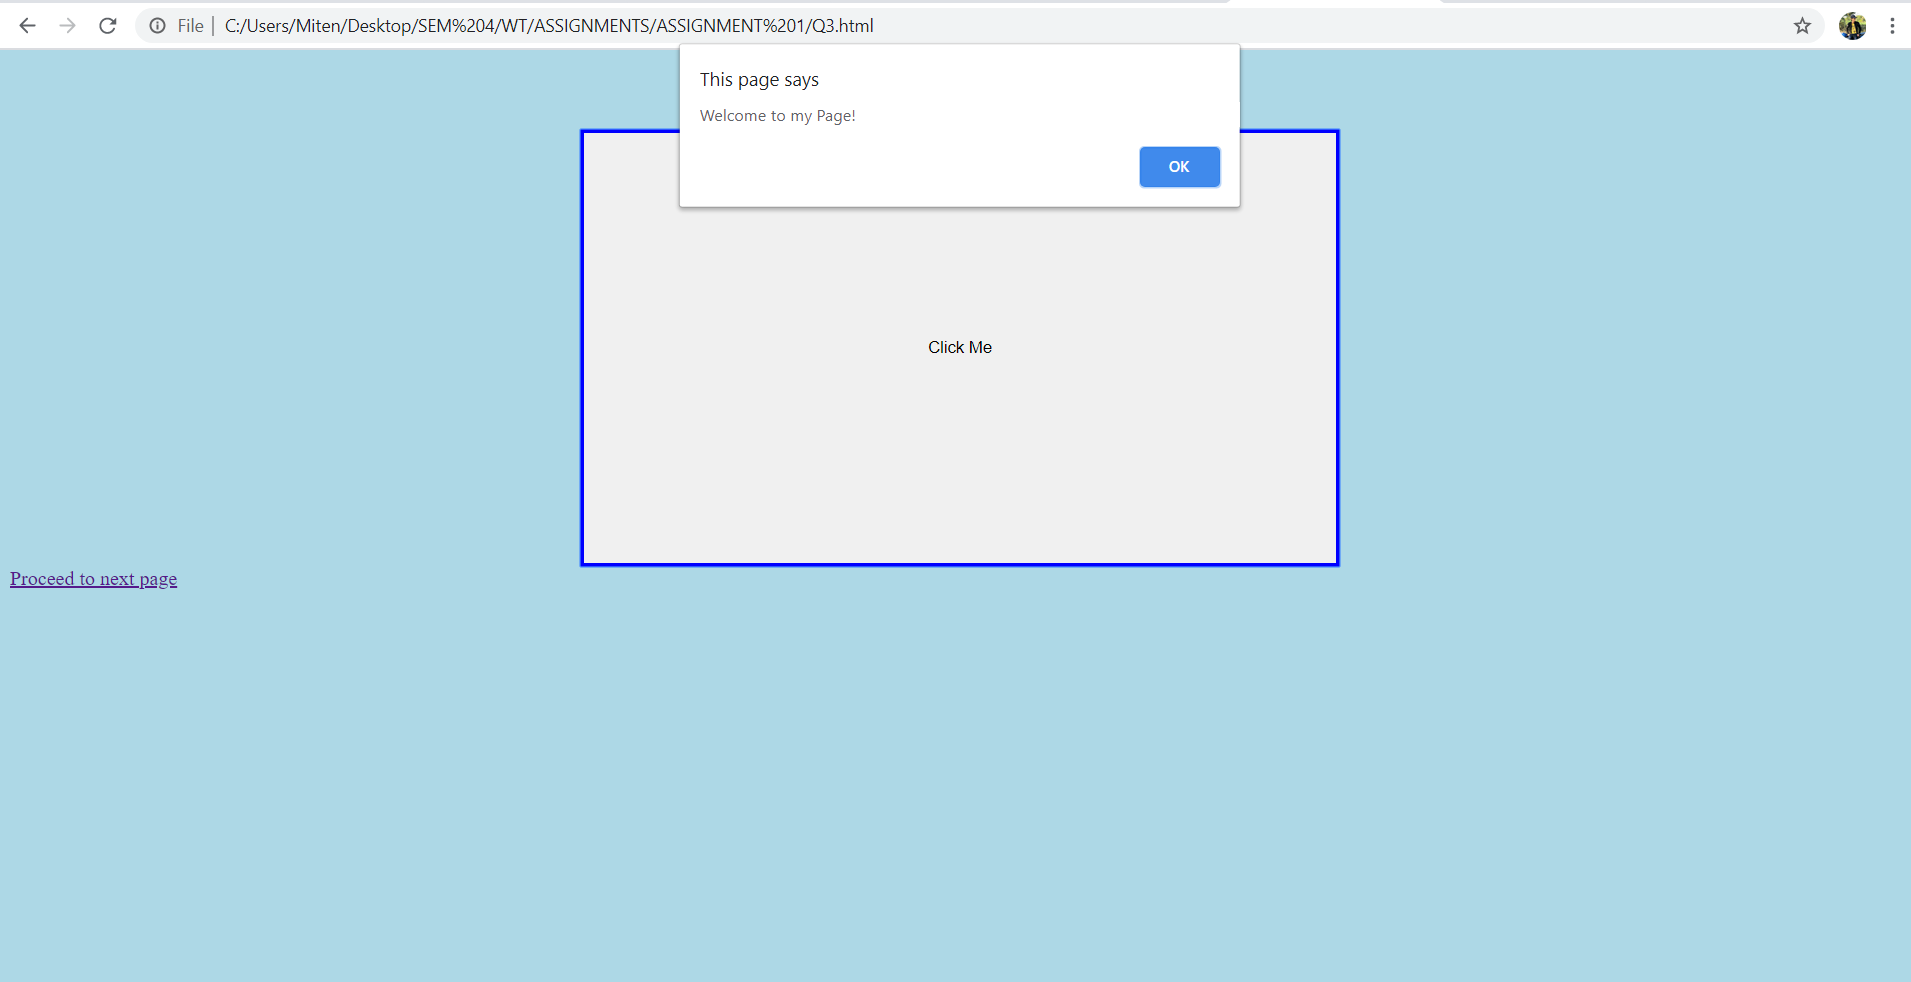 File | C:/Users/Miten/Desktop/SEM%204/WT/ASSIGNMENTS/ASSIGNMENT%201/Q3.html
This page says
Welcome to my Page!
OK
Click Me
Proceed to next page